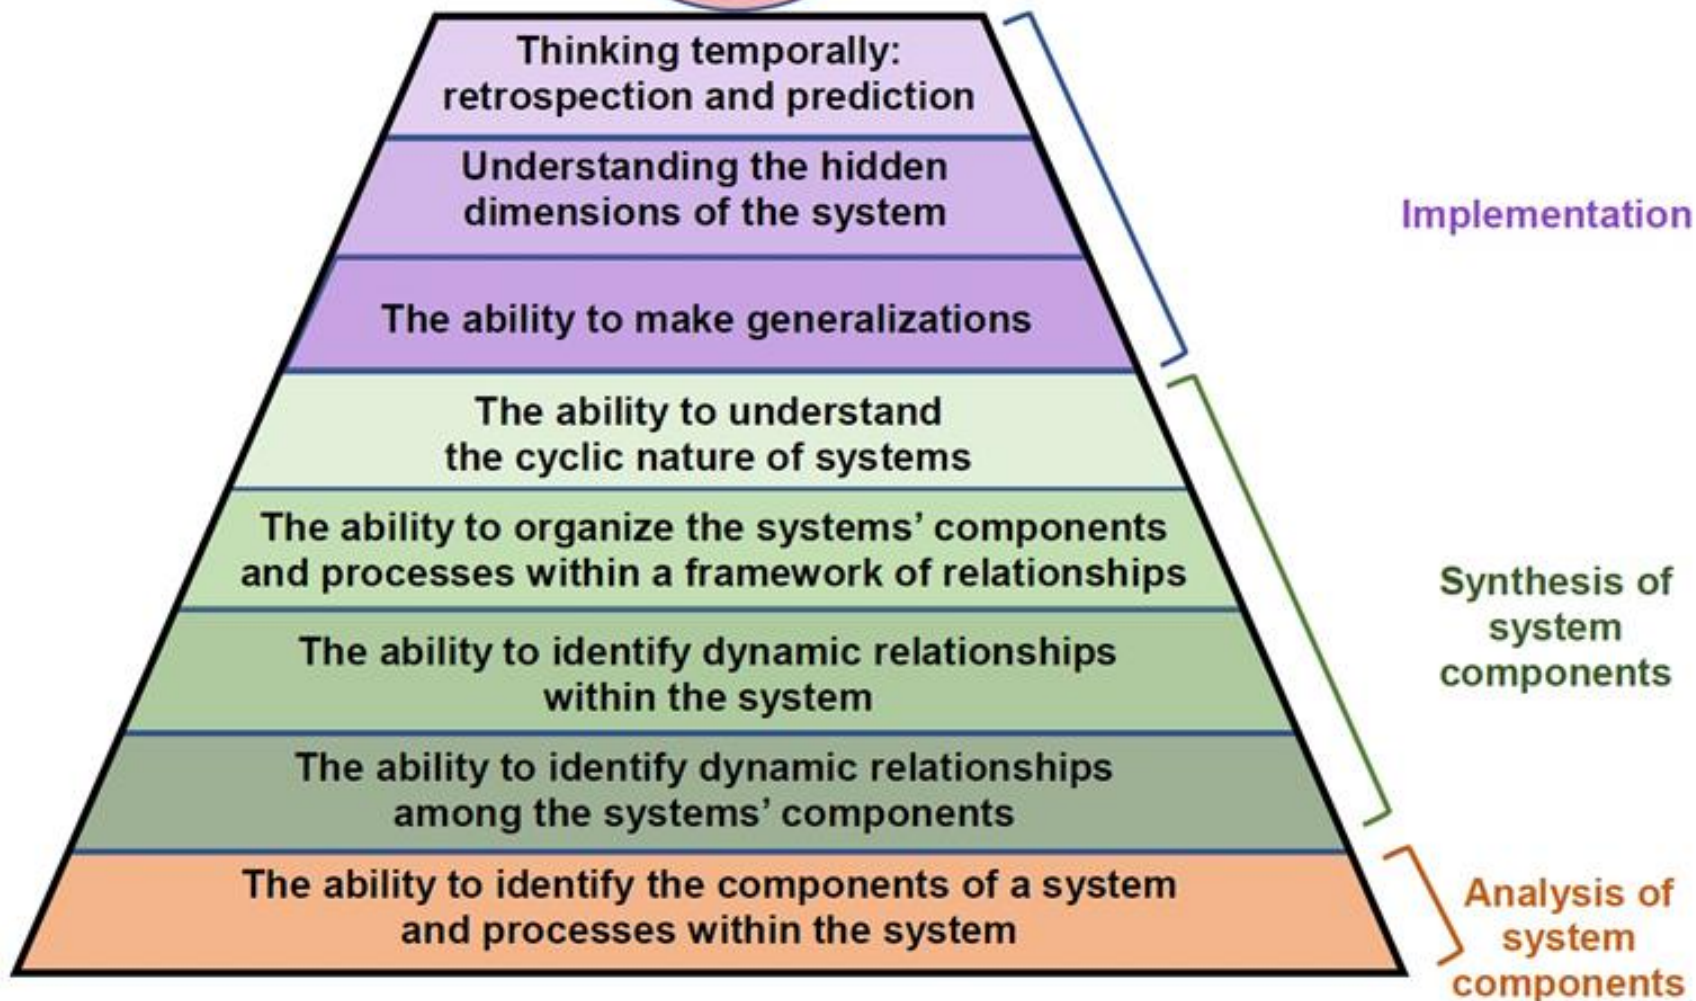 Thinking temporally:
retrospection and prediction
Understanding the hidden
dimensions of the system
Implementation
The ability to make generalizations
The ability to understand
the cyclic nature of systems
The ability to organize the systems’ components
and processes within a framework of relationships
Synthesis of
system
components
The ability to identify dynamic relationships
within the system
The ability to identify dynamic relationships
among the systems’ components
The ability to identify the components of a system
and processes within the system
Analysis of
system
components